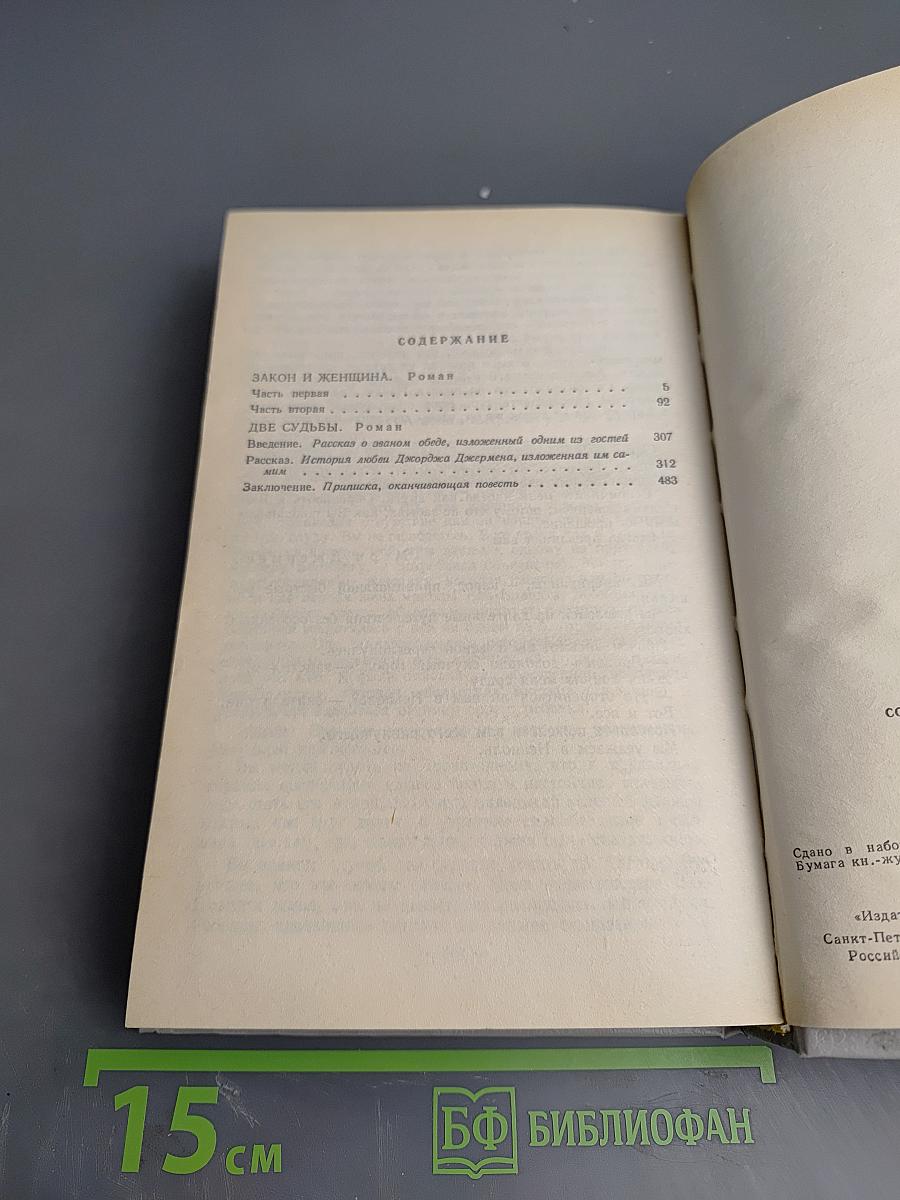 СОДЕРЖАНИЕ
ЗАКОН И ЖЕНЩИНА. Роман
Часть первая . . . . . . . . . . . . . . . . . . . . . . . . 5
Часть вторая . . . . . . . . . . . . . . . . . . . . . . . . 92
ДВЕ СУДЬБЫ. Роман
Введение. Рассказ о званом обеде, изложенный одним из гостей 307
Рассказ. История любви Джорджа Джермена, изложенная им са-
мим . . . . . . . . . . . . . . . . . . . . . . . . . . . 312
Заключение. Приписка, оканчивающая повесть . . . . . . . . . 483
СО
Сдано в набо
Бумага кн.-жу
«Издат
Санкт-Пет
Россий
15 см
БФ БИБЛИОФАН